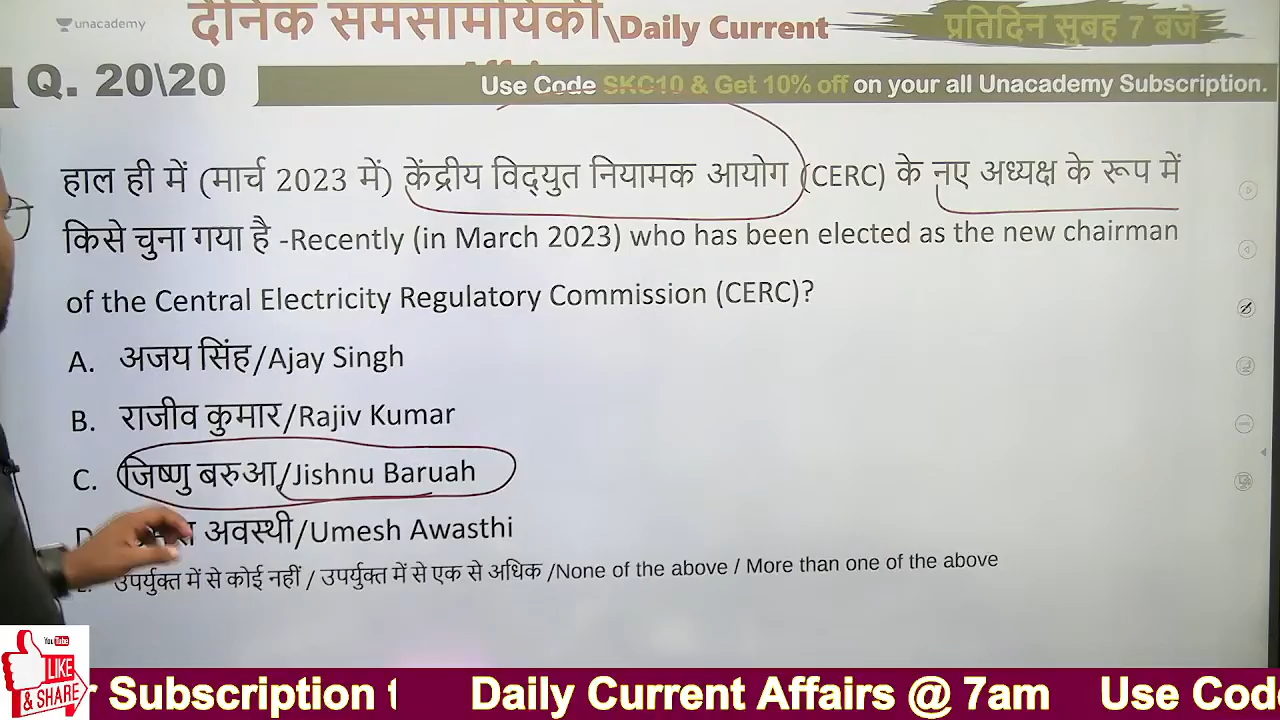 unacademy
दैनिक समसामयिकी\Daily Current
प्रतिदिन सुबह 7 बजे
Q. 20\20
Use Code SKC10 & Get 10% off on your all Unacademy Subscription.
हाल ही में (मार्च 2023 में) केंद्रीय विद्युत नियामक आयोग (CERC) के नए अध्यक्ष के रूप में
किसे चुना गया है -Recently (in March 2023) who has been elected as the new chairman
of the Central Electricity Regulatory Commission (CERC)?
A. अजय सिंह/Ajay Singh
B. राजीव कुमार/Rajiv Kumar
C. जिष्णु बरुआ/Jishnu Baruah
अवस्थी/Umesh Awasthi
उपर्युक्त में से कोई नहीं / उपर्युक्त में से एक से अधिक /None of the above / More than one of the above
YouTube
LIKE
& SHARE
Subscription Daily Current Affairs @ 7am Use Cod